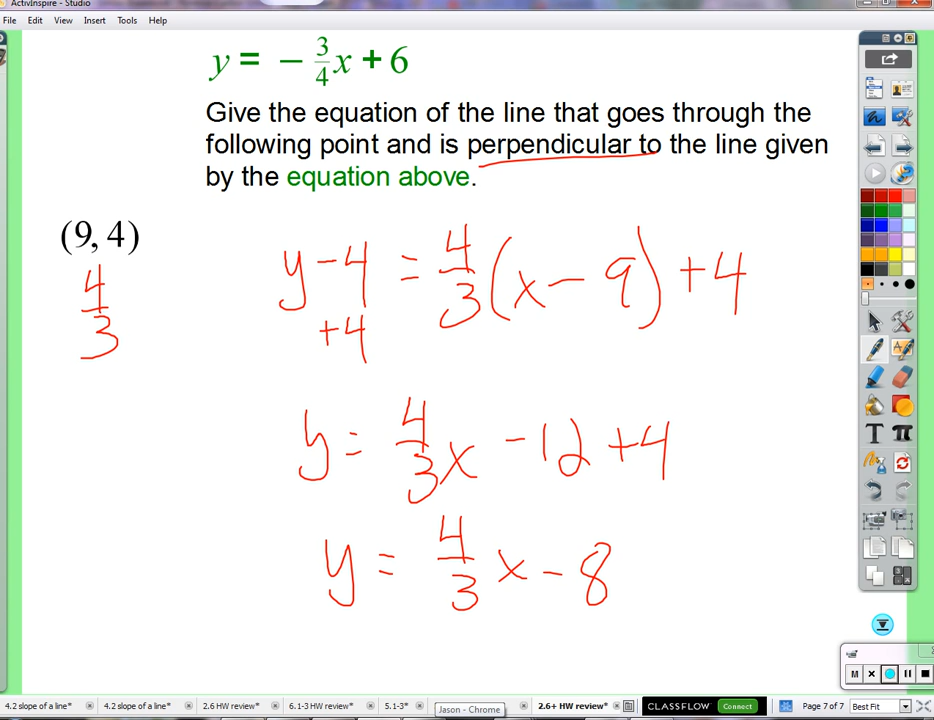 ActivInspire - Studio
File Edit View Insert Tools Help
y = − 3/4 x + 6
Give the equation of the line that goes through the
following point and is perpendicular to the line given
by the equation above.
(9, 4)
4/3
y − 4 = 4/3 (x − 9) + 4
+4
y = 4/3 x − 12 + 4
y = 4/3 x − 8
T π
M
4.2 slope of a line* 4.2 slope of a line* 2.6 HW review* 6.1-3 HW review* 5.1-3* 2.6+ HW review* CLASSFLOW Connect Page 7 of 7 Best Fit
Jason - Chrome